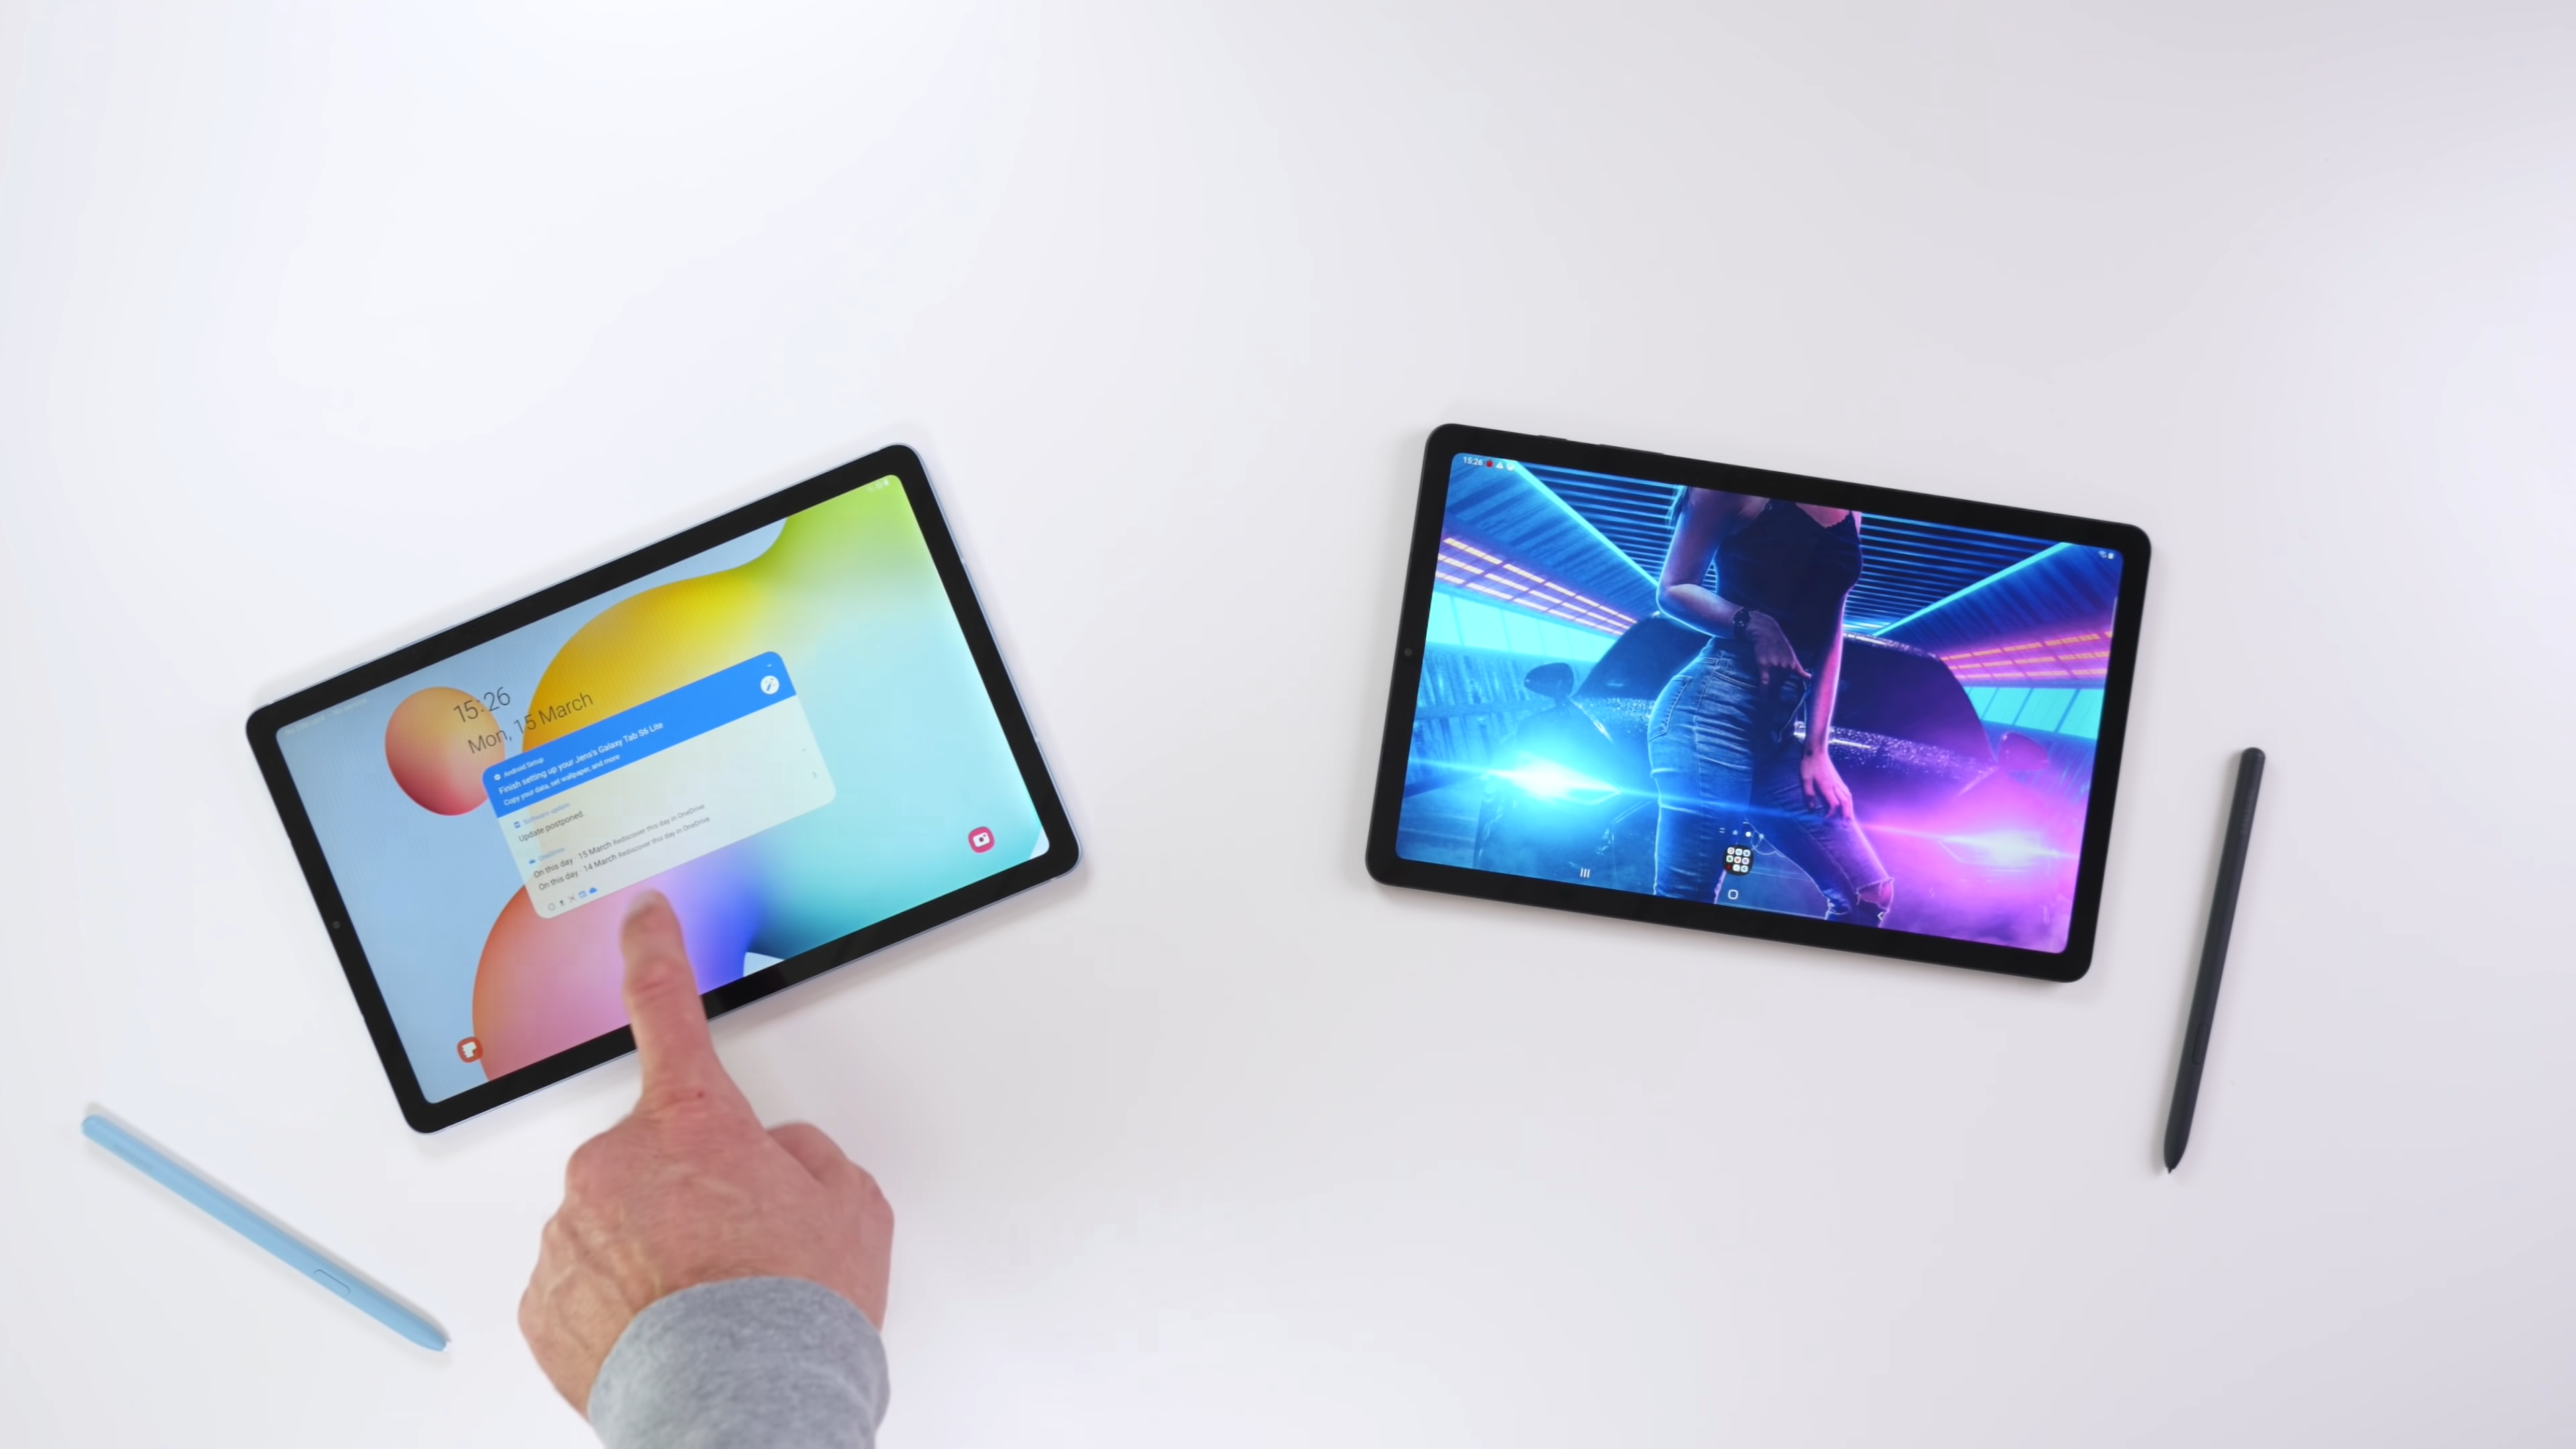 15:26
Mon, 15 March
Android Setup
Finish setting up your Jens's Galaxy Tab S6 Lite
Copy your data, set wallpaper, and more
Software update
Update postponed
OneDrive
On this day · 15 March Rediscover this day in OneDrive
On this day · 14 March Rediscover this day in OneDrive
15:26